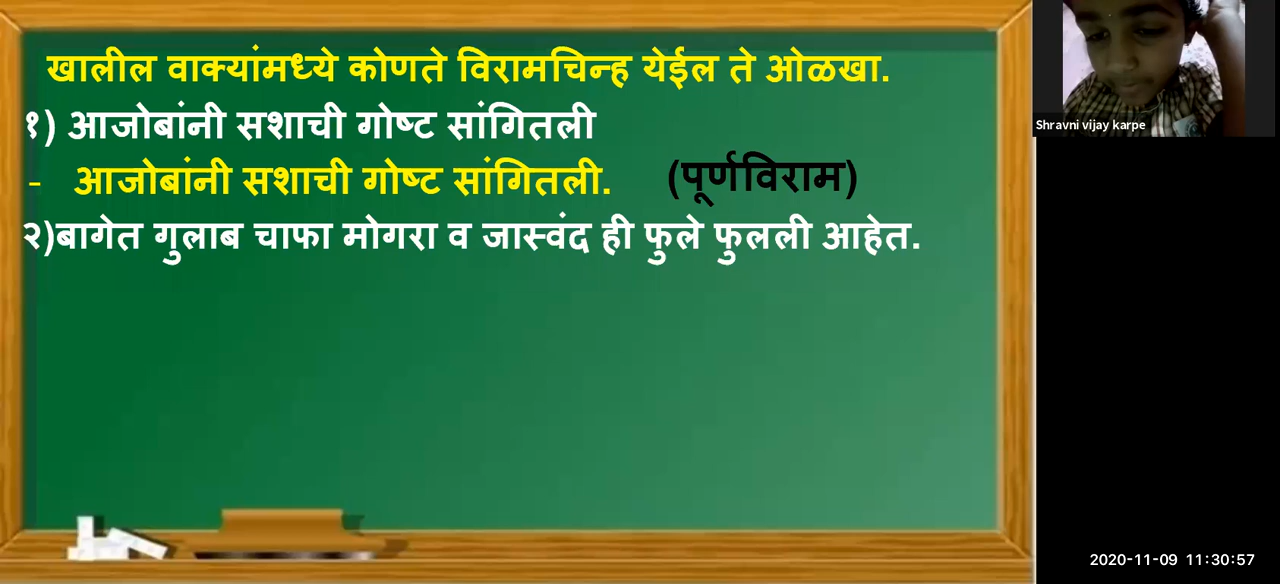 खालील वाक्यांमध्ये कोणते विरामचिन्ह येईल ते ओळखा.
१) आजोबांनी सशाची गोष्ट सांगितली
- आजोबांनी सशाची गोष्ट सांगितली. (पूर्णविराम)
२)बागेत गुलाब चाफा मोगरा व जास्वंद ही फुले फुलली आहेत.
Shravni vijay karpe
2020-11-09 11:30:57